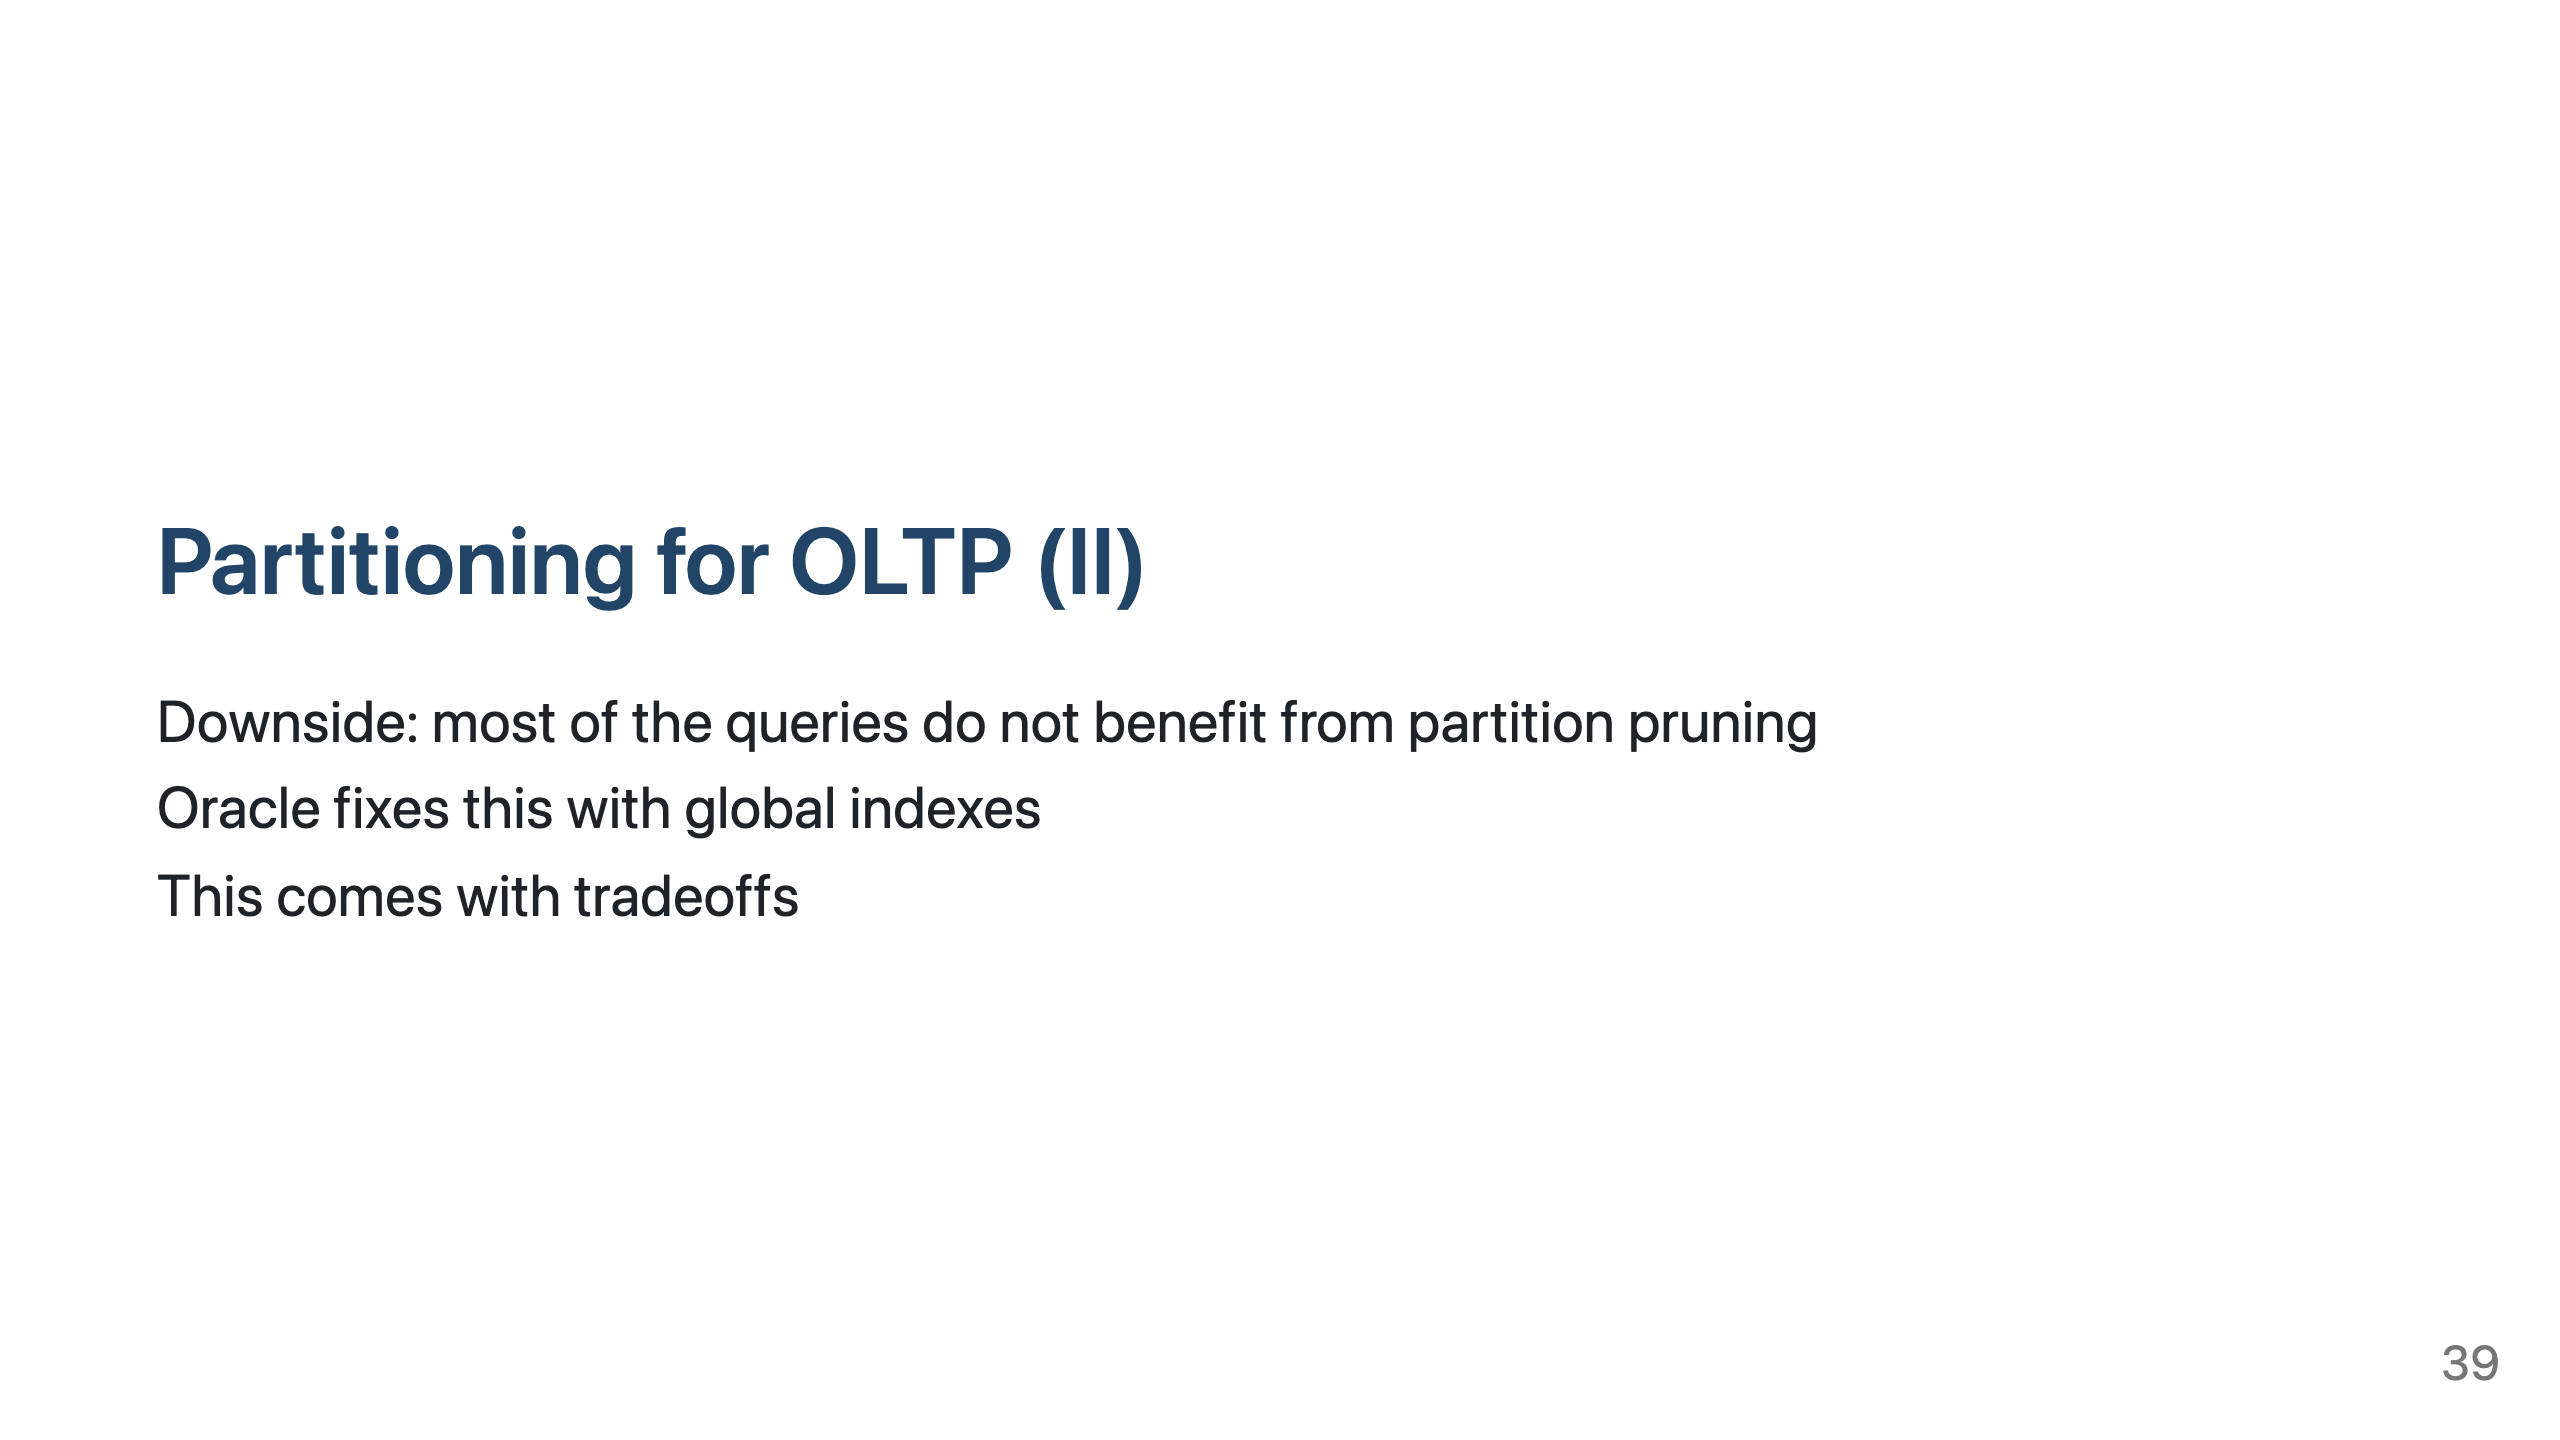 Partitioning for OLTP (II)
Downside: most of the queries do not benefit from partition pruning
Oracle fixes this with global indexes
This comes with tradeoffs
39